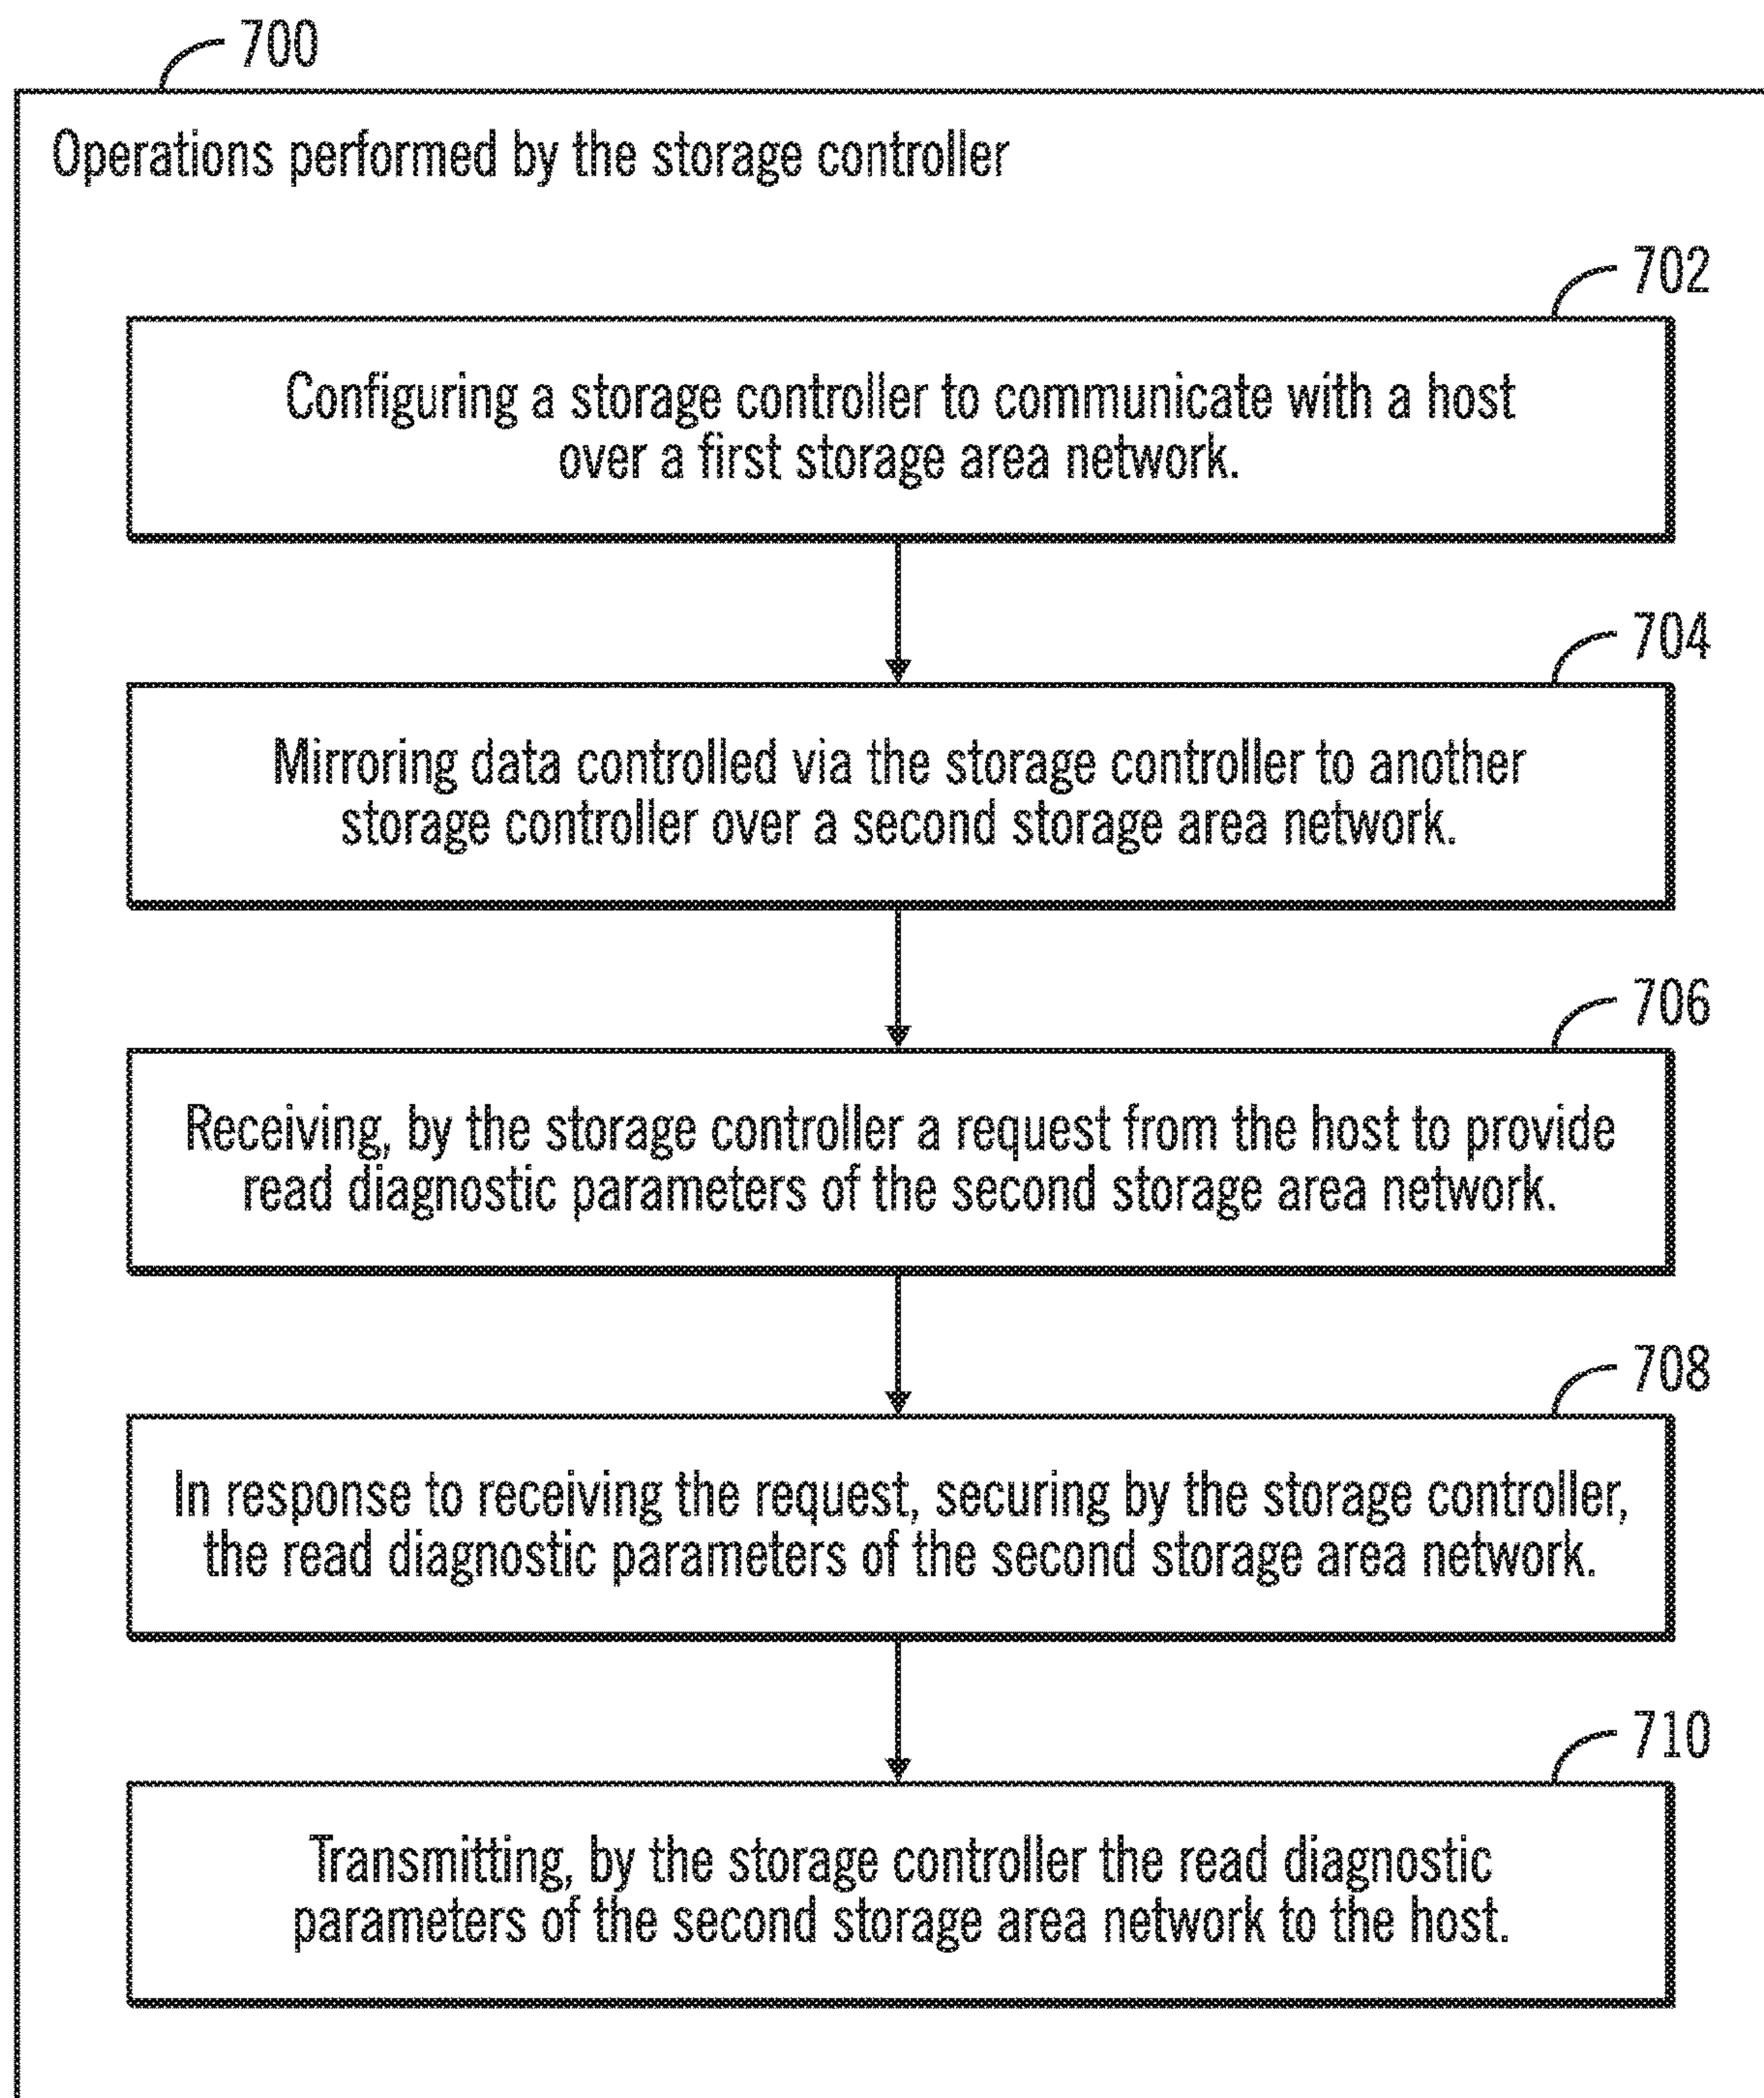 700
Operations performed by the storage controller
702
Configuring a storage controller to communicate with a host
over a first storage area network.
704
Mirroring data controlled via the storage controller to another
storage controller over a second storage area network.
706
Receiving, by the storage controller a request from the host to provide
read diagnostic parameters of the second storage area network.
708
In response to receiving the request, securing by the storage controller,
the read diagnostic parameters of the second storage area network.
710
Transmitting, by the storage controller the read diagnostic
parameters of the second storage area network to the host.